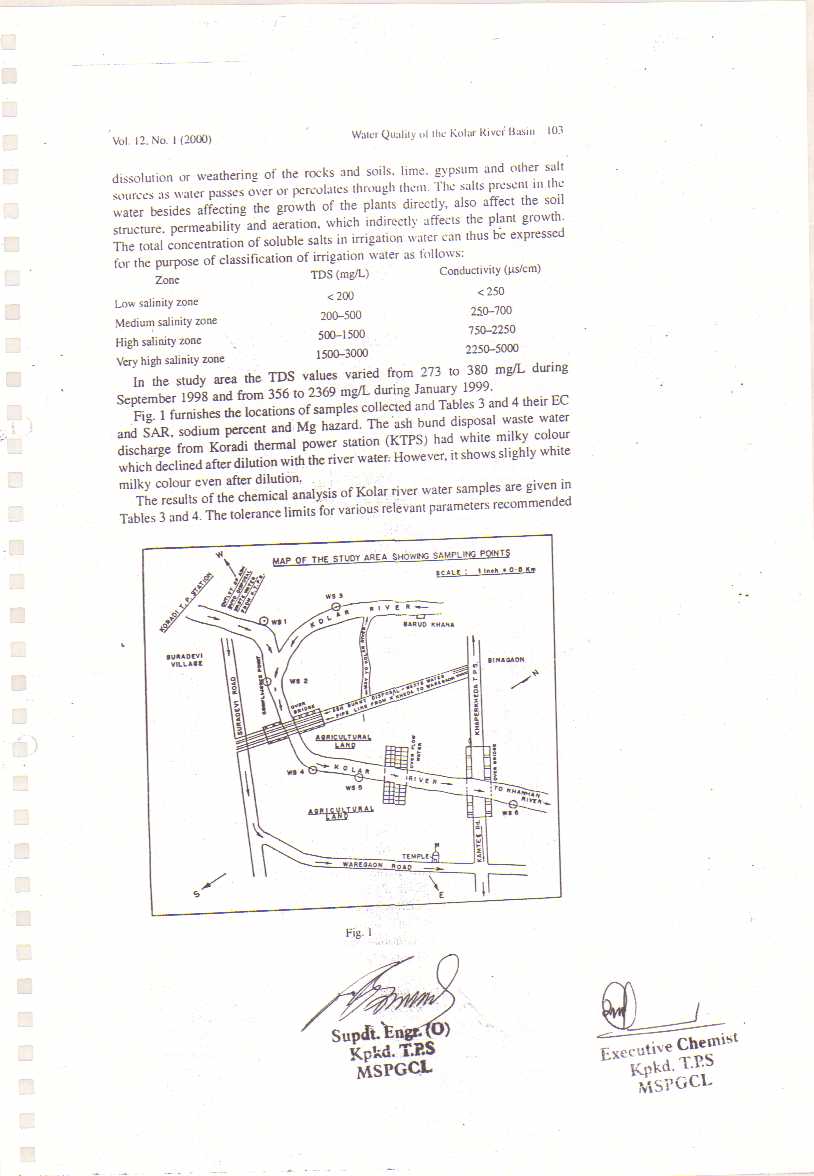 Vol. 12, No. 1 (2000)
Water Quality of the Kolar River Basin 103
dissolution or weathering of the rocks and soils, lime, gypsum and other salt
sources as water passes over or percolates through them. The salts present in the
water besides affecting the growth of the plants directly, also affect the soil
structure, permeability and aeration, which indirectly affects the plant growth.
The total concentration of soluble salts in irrigation water can thus be expressed
for the purpose of classification of irrigation water as follows:
Zone TDS (mg/L) Conductivity (µs/cm)
Low salinity zone < 200 < 250
Medium salinity zone 200–500 250–700
High salinity zone 500–1500 750–2250
Very high salinity zone 1500–3000 2250–5000
In the study area the TDS values varied from 273 to 380 mg/L during
September 1998 and from 356 to 2369 mg/L during January 1999.
Fig. 1 furnishes the locations of samples collected and Tables 3 and 4 their EC
and SAR, sodium percent and Mg hazard. The ash bund disposal waste water
discharge from Koradi thermal power station (KTPS) had white milky colour
which declined after dilution with the river water. However, it shows slighly white
milky colour even after dilution.
The results of the chemical analysis of Kolar river water samples are given in
Tables 3 and 4. The tolerance limits for various relevant parameters recommended
MAP OF THE STUDY AREA SHOWING SAMPLING POINTS
SCALE : 1 Inch = 0·8 Km
W
KORADI T. P. STATION
OUTLET OF ASH
BUND DISPOSAL
WASTE WATER
FROM K.T.P.S.
WS 1
WS 3
KOLAR RIVER
BARUD KHANA
SURADEVI
VILLAGE
SURADEVI ROAD
POINT
WS 2
OVER
BRIDGE
TO KOLAR RIVER
ASH BUND DISPOSAL WASTE WATER
PIPE LINE FROM K'KHEDA TO WAREGAON
KHAPERKHEDA T.P.S.
BINAGAON
N
AGRICULTURAL
LAND
OVER FLOW
WATER
OVER BRIDGE
WS 4
KOLAR RIVER
WS 5
TO KHANHAN
RIVER
WS 6
AGRICULTURAL
LAND
KAMTEE RD.
TEMPLE
WAREGAON ROAD
S
E
Fig. 1
Supdt. Engr. (O)
Kpkd. T.P.S
MSPGCL
Executive Chemist
Kpkd. T.P.S
MSPGCL